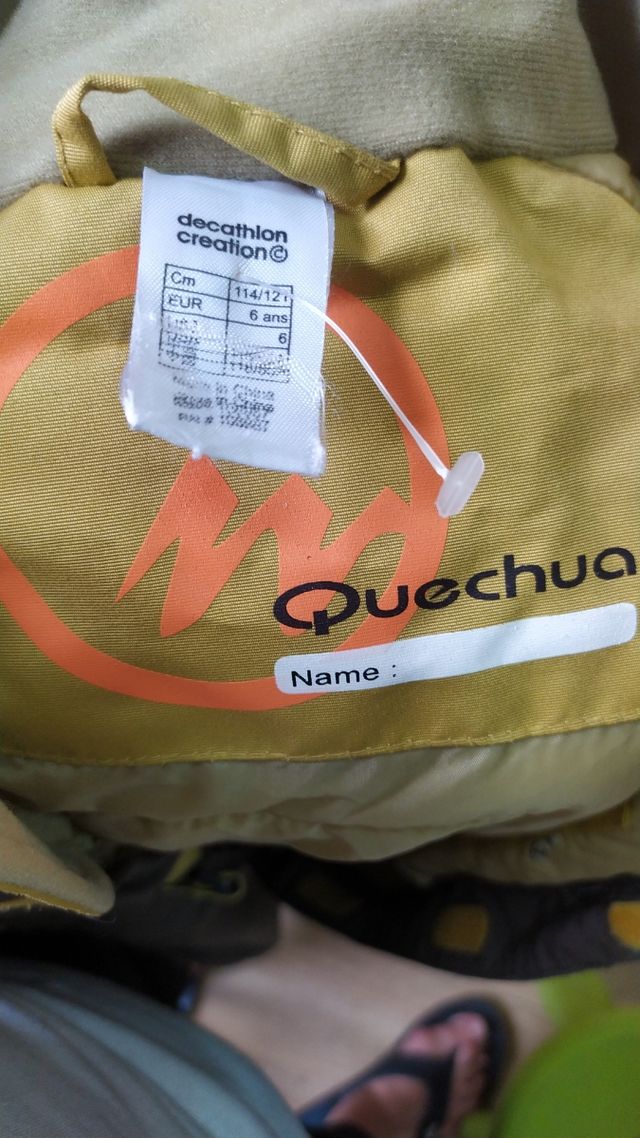 decathlon
creation©
Cm 114/121
EUR 6 ans
6
Made in China
Quechua
Name :